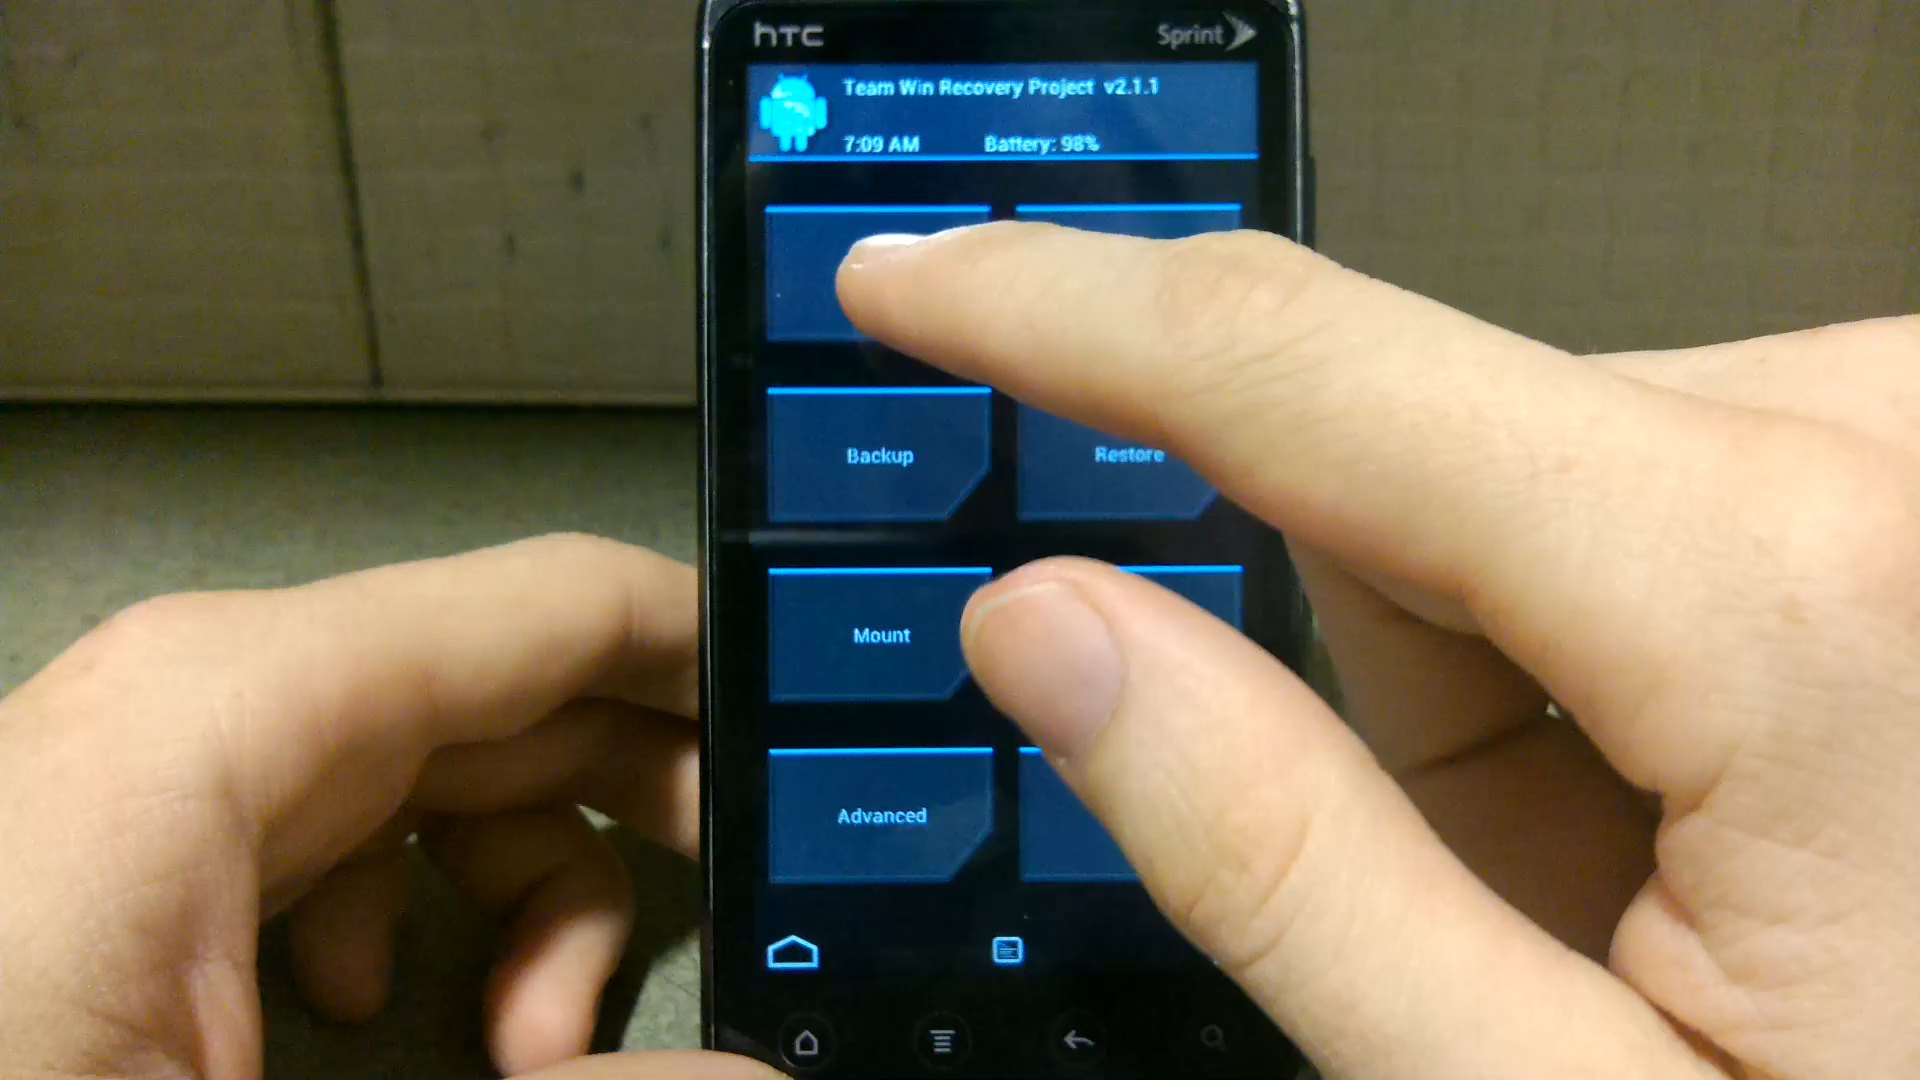 hTC Sprint
Team Win Recovery Project v2.1.1
7:09 AM Battery: 98%
Backup Restore
Mount
Advanced